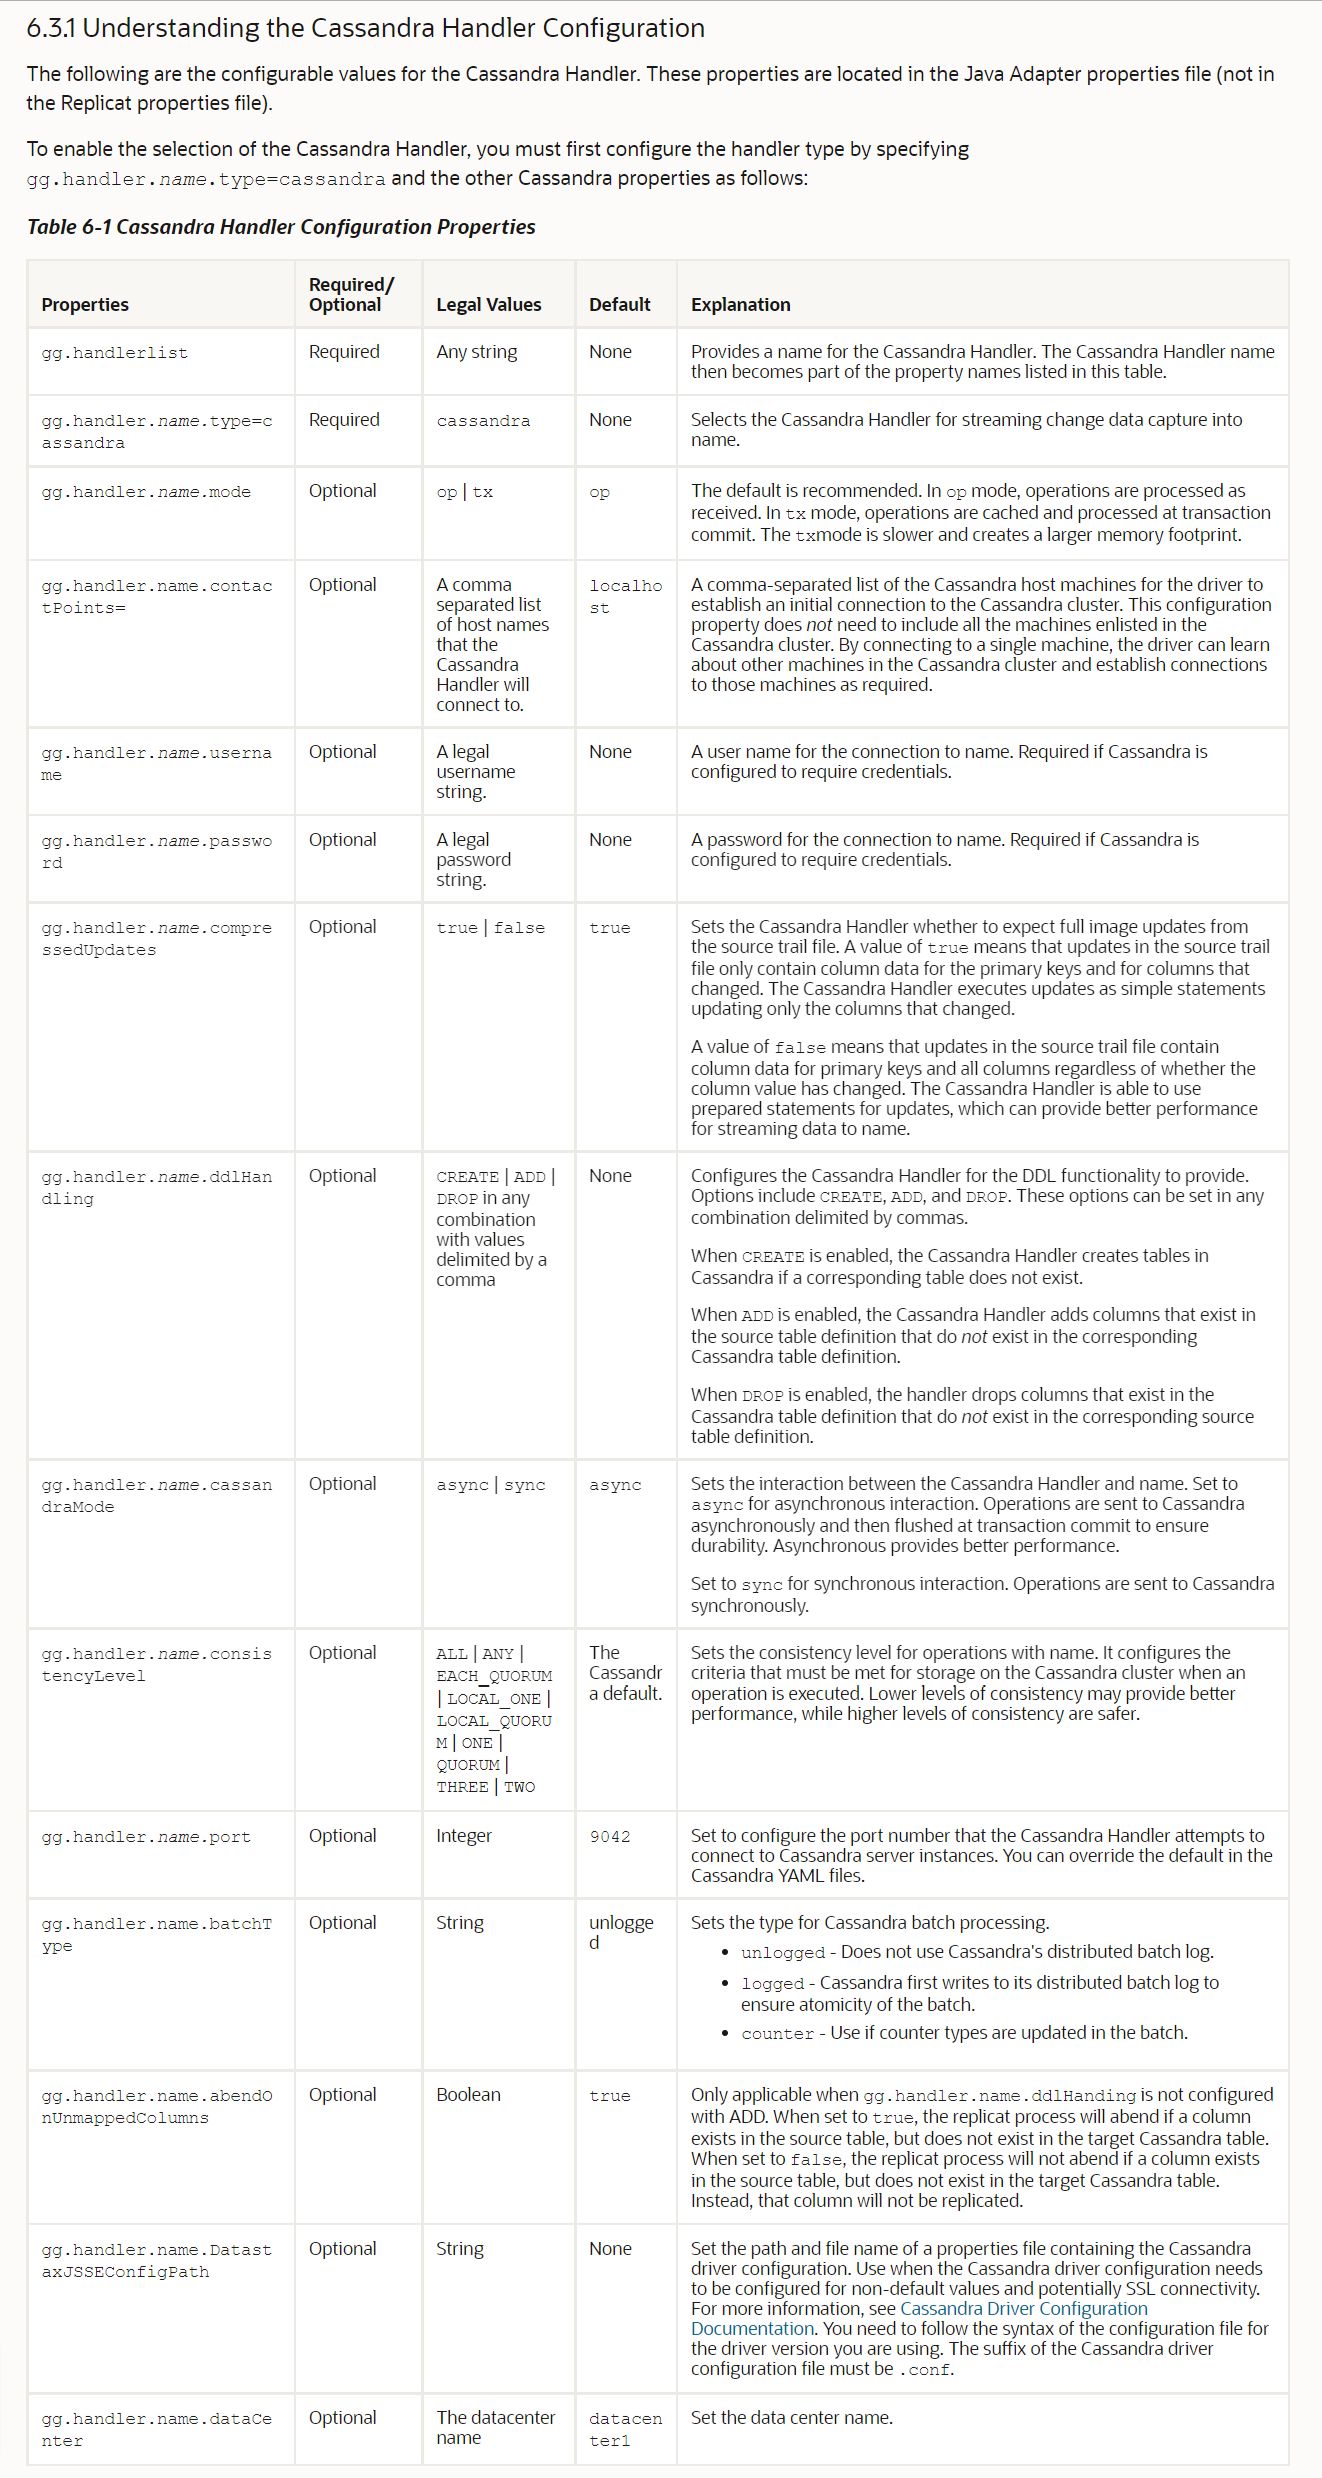 6.3.1 Understanding the Cassandra Handler Configuration
The following are the configurable values for the Cassandra Handler. These properties are located in the Java Adapter properties file (not in
the Replicat properties file).
To enable the selection of the Cassandra Handler, you must first configure the handler type by specifying
gg.handler.name.type=cassandra and the other Cassandra properties as follows:
Table 6-1 Cassandra Handler Configuration Properties
Properties
Required/
Optional
Legal Values
Default
Explanation
gg.handlerlist
Required
Any string
None
Provides a name for the Cassandra Handler. The Cassandra Handler name
then becomes part of the property names listed in this table.
gg.handler.name.type=c
assandra
Required
cassandra
None
Selects the Cassandra Handler for streaming change data capture into
name.
gg.handler.name.mode
Optional
op | tx
op
The default is recommended. In op mode, operations are processed as
received. In tx mode, operations are cached and processed at transaction
commit. The txmode is slower and creates a larger memory footprint.
gg.handler.name.contac
tPoints=
Optional
A comma
separated list
of host names
that the
Cassandra
Handler will
connect to.
localho
st
A comma-separated list of the Cassandra host machines for the driver to
establish an initial connection to the Cassandra cluster. This configuration
property does not need to include all the machines enlisted in the
Cassandra cluster. By connecting to a single machine, the driver can learn
about other machines in the Cassandra cluster and establish connections
to those machines as required.
gg.handler.name.userna
me
Optional
A legal
username
string.
None
A user name for the connection to name. Required if Cassandra is
configured to require credentials.
gg.handler.name.passwo
rd
Optional
A legal
password
string.
None
A password for the connection to name. Required if Cassandra is
configured to require credentials.
gg.handler.name.compre
ssedUpdates
Optional
true | false
true
Sets the Cassandra Handler whether to expect full image updates from
the source trail file. A value of true means that updates in the source trail
file only contain column data for the primary keys and for columns that
changed. The Cassandra Handler executes updates as simple statements
updating only the columns that changed.
A value of false means that updates in the source trail file contain
column data for primary keys and all columns regardless of whether the
column value has changed. The Cassandra Handler is able to use
prepared statements for updates, which can provide better performance
for streaming data to name.
gg.handler.name.ddlHan
dling
Optional
CREATE | ADD |
DROP in any
combination
with values
delimited by a
comma
None
Configures the Cassandra Handler for the DDL functionality to provide.
Options include CREATE, ADD, and DROP. These options can be set in any
combination delimited by commas.
When CREATE is enabled, the Cassandra Handler creates tables in
Cassandra if a corresponding table does not exist.
When ADD is enabled, the Cassandra Handler adds columns that exist in
the source table definition that do not exist in the corresponding
Cassandra table definition.
When DROP is enabled, the handler drops columns that exist in the
Cassandra table definition that do not exist in the corresponding source
table definition.
gg.handler.name.cassan
draMode
Optional
async | sync
async
Sets the interaction between the Cassandra Handler and name. Set to
async for asynchronous interaction. Operations are sent to Cassandra
asynchronously and then flushed at transaction commit to ensure
durability. Asynchronous provides better performance.
Set to sync for synchronous interaction. Operations are sent to Cassandra
synchronously.
gg.handler.name.consis
tencyLevel
Optional
ALL | ANY |
EACH_QUORUM
| LOCAL_ONE |
LOCAL_QUORU
M | ONE |
QUORUM |
THREE | TWO
The
Cassandr
a default.
Sets the consistency level for operations with name. It configures the
criteria that must be met for storage on the Cassandra cluster when an
operation is executed. Lower levels of consistency may provide better
performance, while higher levels of consistency are safer.
gg.handler.name.port
Optional
Integer
9042
Set to configure the port number that the Cassandra Handler attempts to
connect to Cassandra server instances. You can override the default in the
Cassandra YAML files.
gg.handler.name.batchT
ype
Optional
String
unlogge
d
Sets the type for Cassandra batch processing.
• unlogged - Does not use Cassandra's distributed batch log.
• logged - Cassandra first writes to its distributed batch log to
ensure atomicity of the batch.
• counter - Use if counter types are updated in the batch.
gg.handler.name.abendO
nUnmappedColumns
Optional
Boolean
true
Only applicable when gg.handler.name.ddlHanding is not configured
with ADD. When set to true, the replicat process will abend if a column
exists in the source table, but does not exist in the target Cassandra table.
When set to false, the replicat process will not abend if a column exists
in the source table, but does not exist in the target Cassandra table.
Instead, that column will not be replicated.
gg.handler.name.Datast
axJSSEConfigPath
Optional
String
None
Set the path and file name of a properties file containing the Cassandra
driver configuration. Use when the Cassandra driver configuration needs
to be configured for non-default values and potentially SSL connectivity.
For more information, see Cassandra Driver Configuration
Documentation. You need to follow the syntax of the configuration file for
the driver version you are using. The suffix of the Cassandra driver
configuration file must be .conf.
gg.handler.name.dataCe
nter
Optional
The datacenter
name
datacen
ter1
Set the data center name.